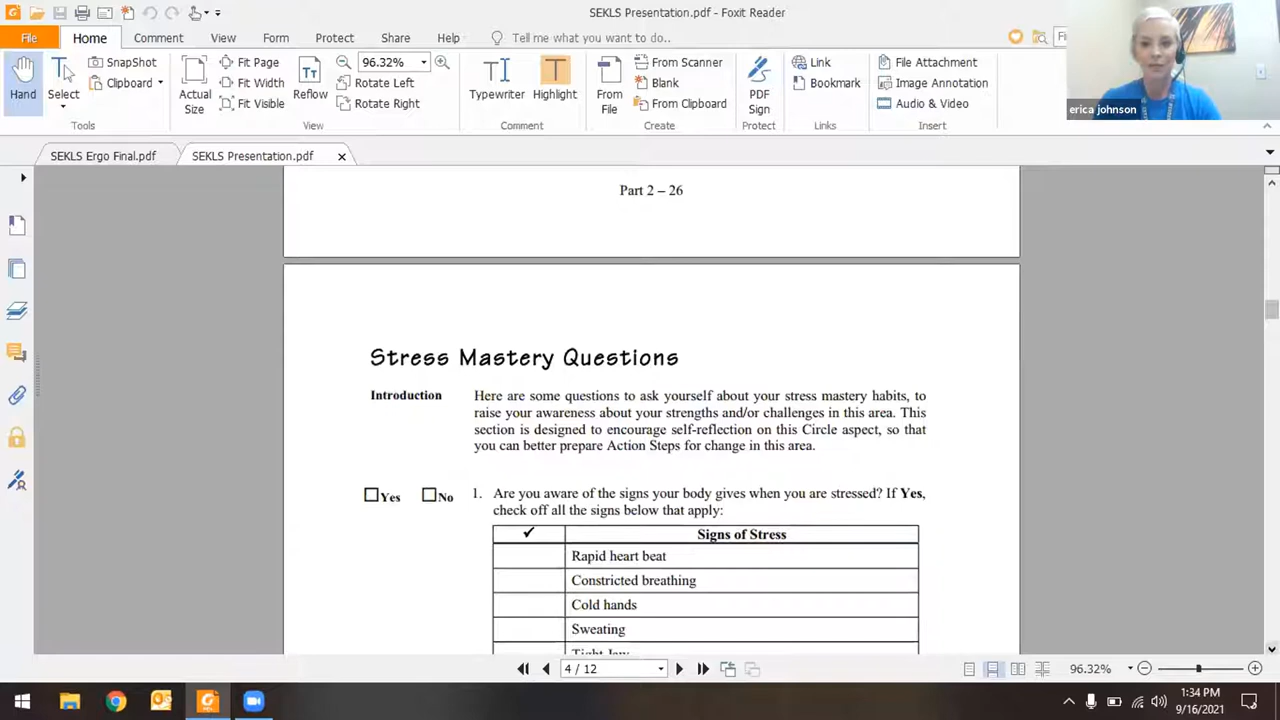 SEKLS Presentation.pdf - Foxit Reader
File Home Comment View Form Protect Share Help Tell me what you want to do..
Hand
Select
SnapShot
Clipboard
Tools
Actual Size
Fit Page
Fit Width
Fit Visible
Reflow
96.32%
Rotate Left
Rotate Right
View
Typewriter
Highlight
Comment
From File
From Scanner
Blank
From Clipboard
Create
PDF Sign
Protect
Link
Bookmark
Links
File Attachment
Image Annotation
Audio & Video
Insert
erica johnson
SEKLS Ergo Final.pdf
SEKLS Presentation.pdf
Part 2 – 26
Stress Mastery Questions
Introduction
Here are some questions to ask yourself about your stress mastery habits, to
raise your awareness about your strengths and/or challenges in this area. This
section is designed to encourage self-reflection on this Circle aspect, so that
you can better prepare Action Steps for change in this area.
Yes No 1. Are you aware of the signs your body gives when you are stressed? If Yes,
check off all the signs below that apply:
✓ Signs of Stress
Rapid heart beat
Constricted breathing
Cold hands
Sweating
Tight Jaw
4 / 12
96.32%
1:34 PM
9/16/2021